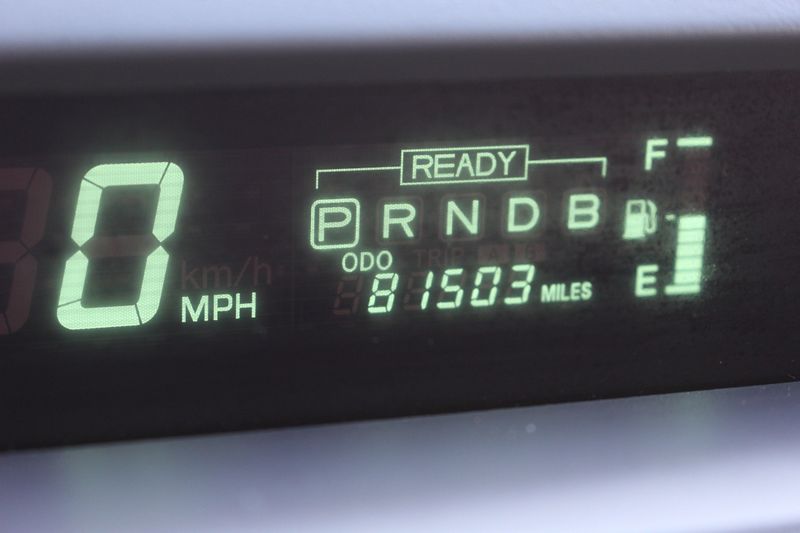 READY
F
P R N D B
0 km/h
MPH
ODO TRIP
81503 MILES
E